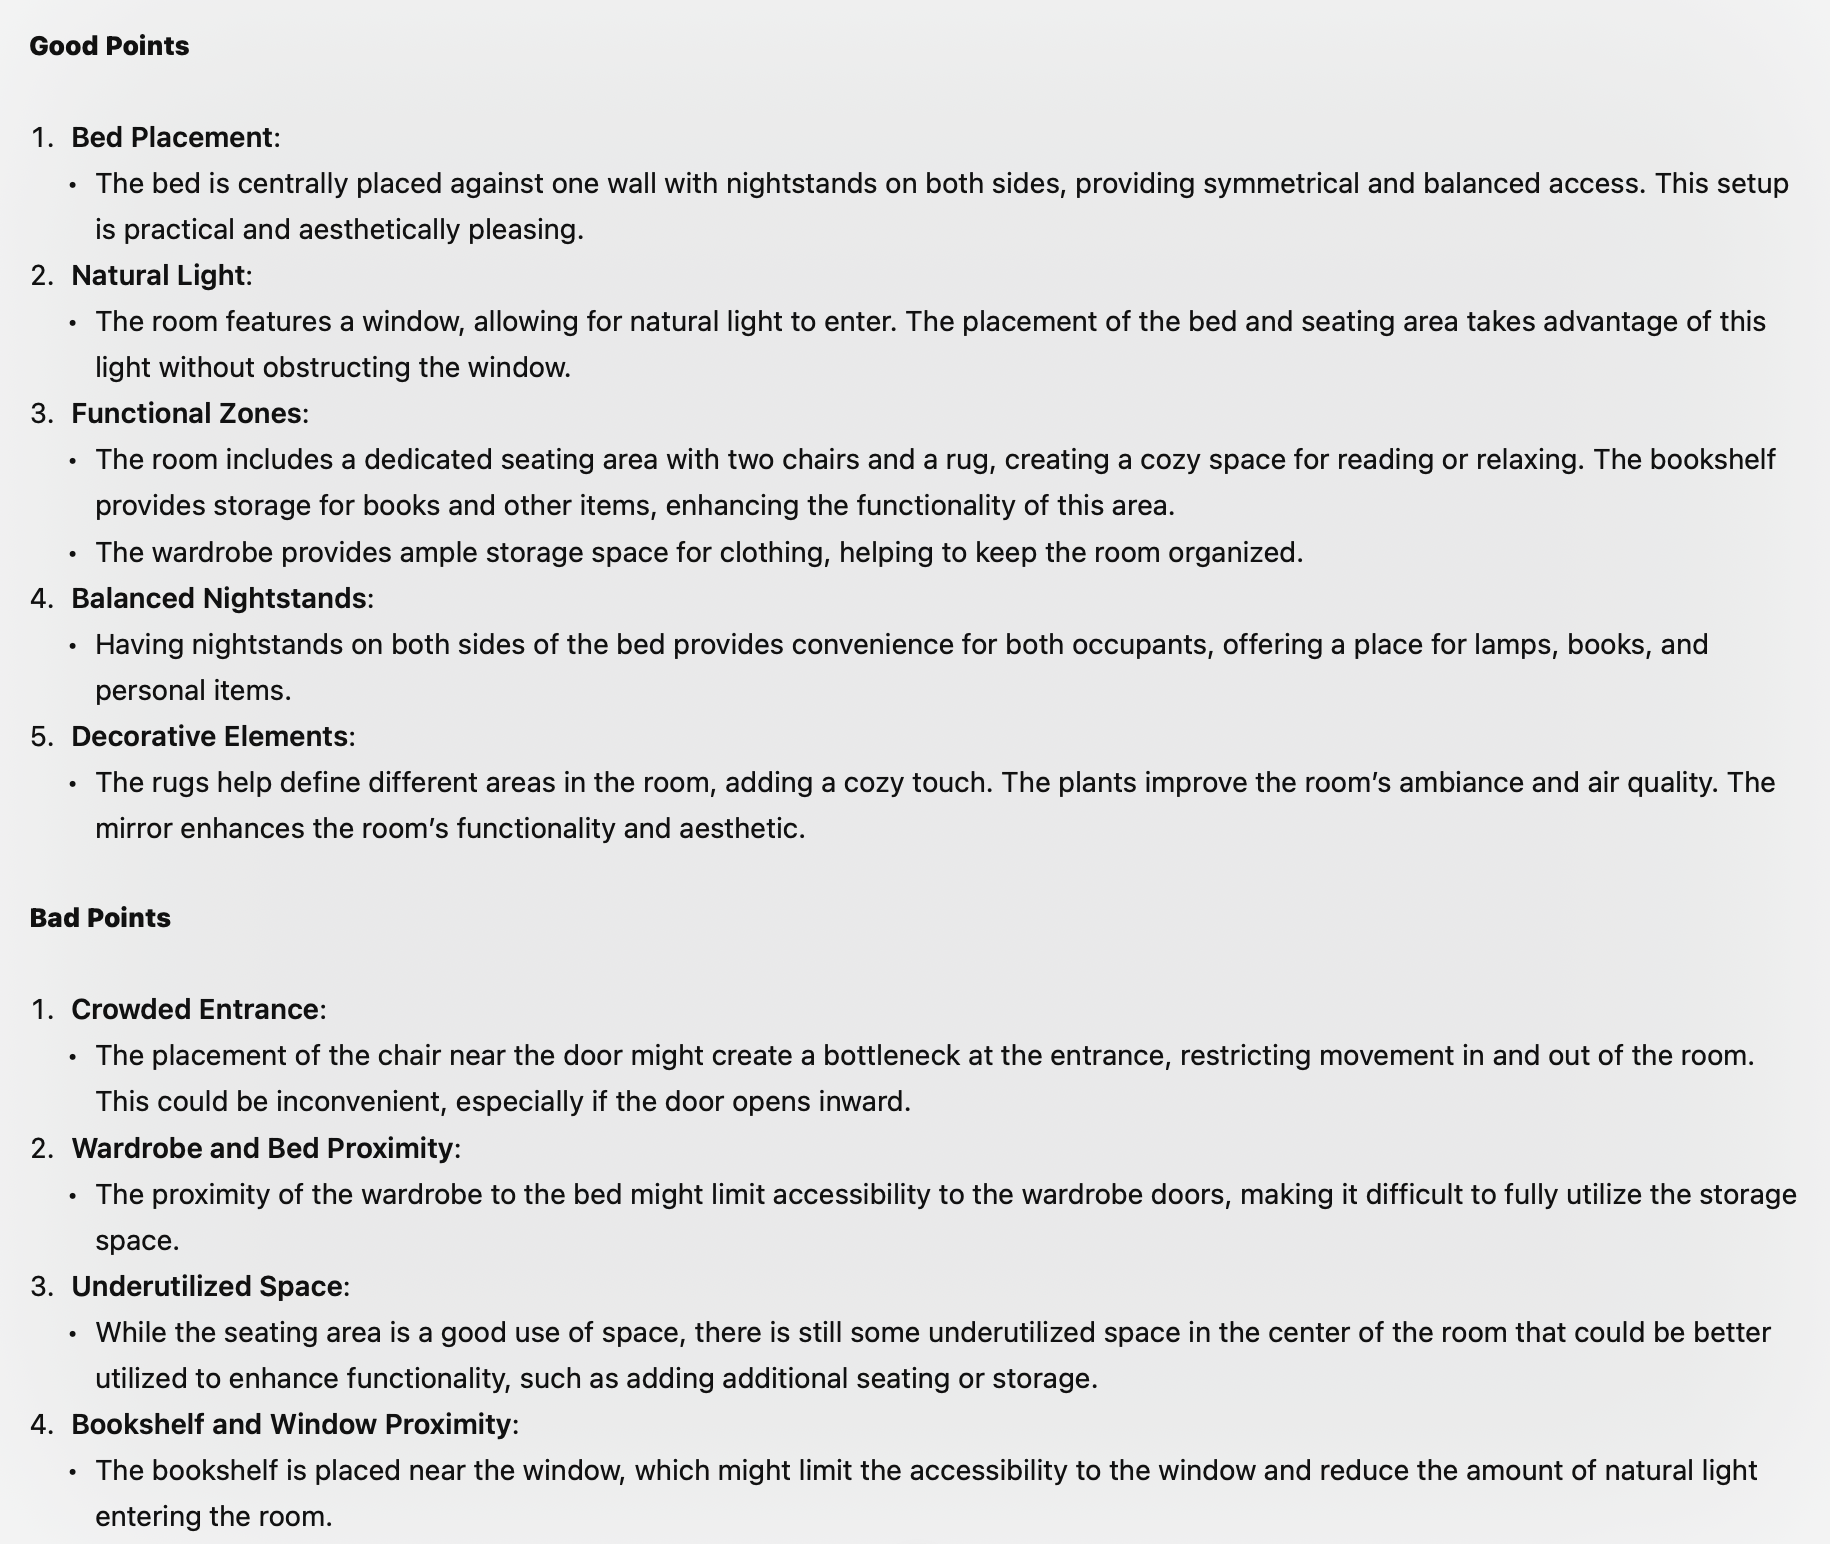 Good Points
1. Bed Placement:
• The bed is centrally placed against one wall with nightstands on both sides, providing symmetrical and balanced access. This setup
is practical and aesthetically pleasing.
2. Natural Light:
• The room features a window, allowing for natural light to enter. The placement of the bed and seating area takes advantage of this
light without obstructing the window.
3. Functional Zones:
• The room includes a dedicated seating area with two chairs and a rug, creating a cozy space for reading or relaxing. The bookshelf
provides storage for books and other items, enhancing the functionality of this area.
• The wardrobe provides ample storage space for clothing, helping to keep the room organized.
4. Balanced Nightstands:
• Having nightstands on both sides of the bed provides convenience for both occupants, offering a place for lamps, books, and
personal items.
5. Decorative Elements:
• The rugs help define different areas in the room, adding a cozy touch. The plants improve the room’s ambiance and air quality. The
mirror enhances the room’s functionality and aesthetic.
Bad Points
1. Crowded Entrance:
• The placement of the chair near the door might create a bottleneck at the entrance, restricting movement in and out of the room.
This could be inconvenient, especially if the door opens inward.
2. Wardrobe and Bed Proximity:
• The proximity of the wardrobe to the bed might limit accessibility to the wardrobe doors, making it difficult to fully utilize the storage
space.
3. Underutilized Space:
• While the seating area is a good use of space, there is still some underutilized space in the center of the room that could be better
utilized to enhance functionality, such as adding additional seating or storage.
4. Bookshelf and Window Proximity:
• The bookshelf is placed near the window, which might limit the accessibility to the window and reduce the amount of natural light
entering the room.